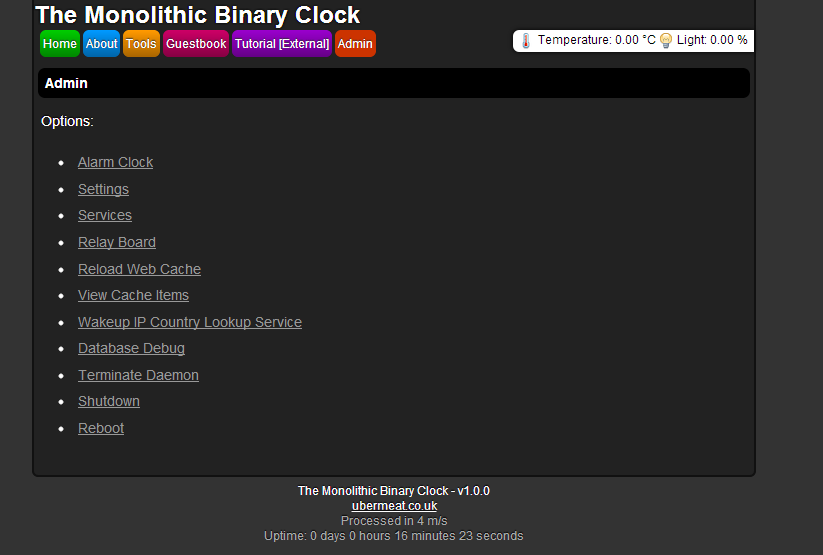 The Monolithic Binary Clock
Home About Tools Guestbook Tutorial [External] Admin
Temperature: 0.00 °C Light: 0.00 %
Admin
Options:
Alarm Clock
Settings
Services
Relay Board
Reload Web Cache
View Cache Items
Wakeup IP Country Lookup Service
Database Debug
Terminate Daemon
Shutdown
Reboot
The Monolithic Binary Clock - v1.0.0
ubermeat.co.uk
Processed in 4 m/s
Uptime: 0 days 0 hours 16 minutes 23 seconds